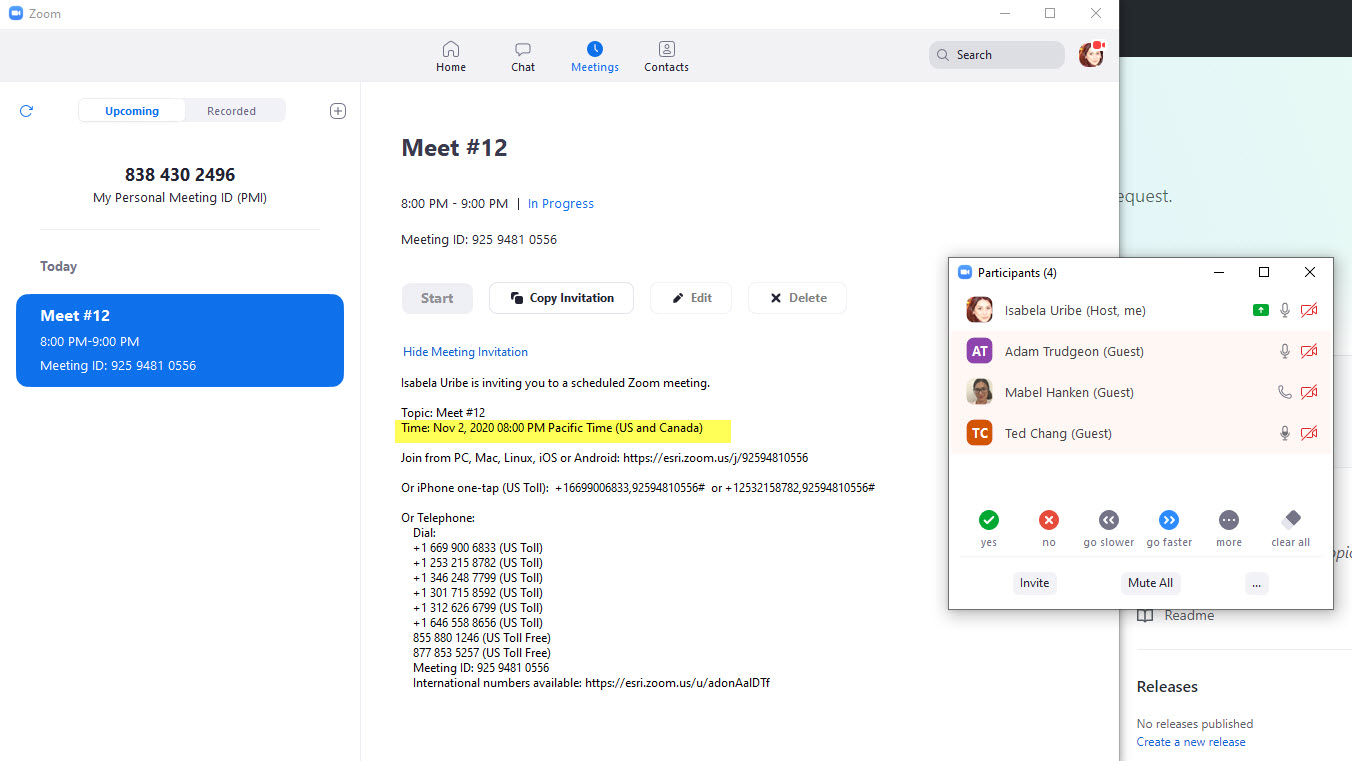 Zoom
Home
Chat
Meetings
Contacts
Search
Upcoming
Recorded
838 430 2496
My Personal Meeting ID (PMI)
Today
Meet #12
8:00 PM-9:00 PM
Meeting ID: 925 9481 0556
Meet #12
8:00 PM - 9:00 PM | In Progress
Meeting ID: 925 9481 0556
Start
Copy Invitation
Edit
Delete
Hide Meeting Invitation
Isabela Uribe is inviting you to a scheduled Zoom meeting.
Topic: Meet #12
Time: Nov 2, 2020 08:00 PM Pacific Time (US and Canada)
Join from PC, Mac, Linux, iOS or Android: https://esri.zoom.us/j/92594810556
Or iPhone one-tap (US Toll): +16699006833,92594810556# or +12532158782,92594810556#
Or Telephone:
Dial:
+1 669 900 6833 (US Toll)
+1 253 215 8782 (US Toll)
+1 346 248 7799 (US Toll)
+1 301 715 8592 (US Toll)
+1 312 626 6799 (US Toll)
+1 646 558 8656 (US Toll)
855 880 1246 (US Toll Free)
877 853 5257 (US Toll Free)
Meeting ID: 925 9481 0556
International numbers available: https://esri.zoom.us/u/adonAalDTf
equest.
Participants (4)
Isabela Uribe (Host, me)
AT Adam Trudgeon (Guest)
Mabel Hanken (Guest)
TC Ted Chang (Guest)
yes
no
go slower
go faster
more
clear all
Invite
Mute All
...
opic
Readme
Releases
No releases published
Create a new release